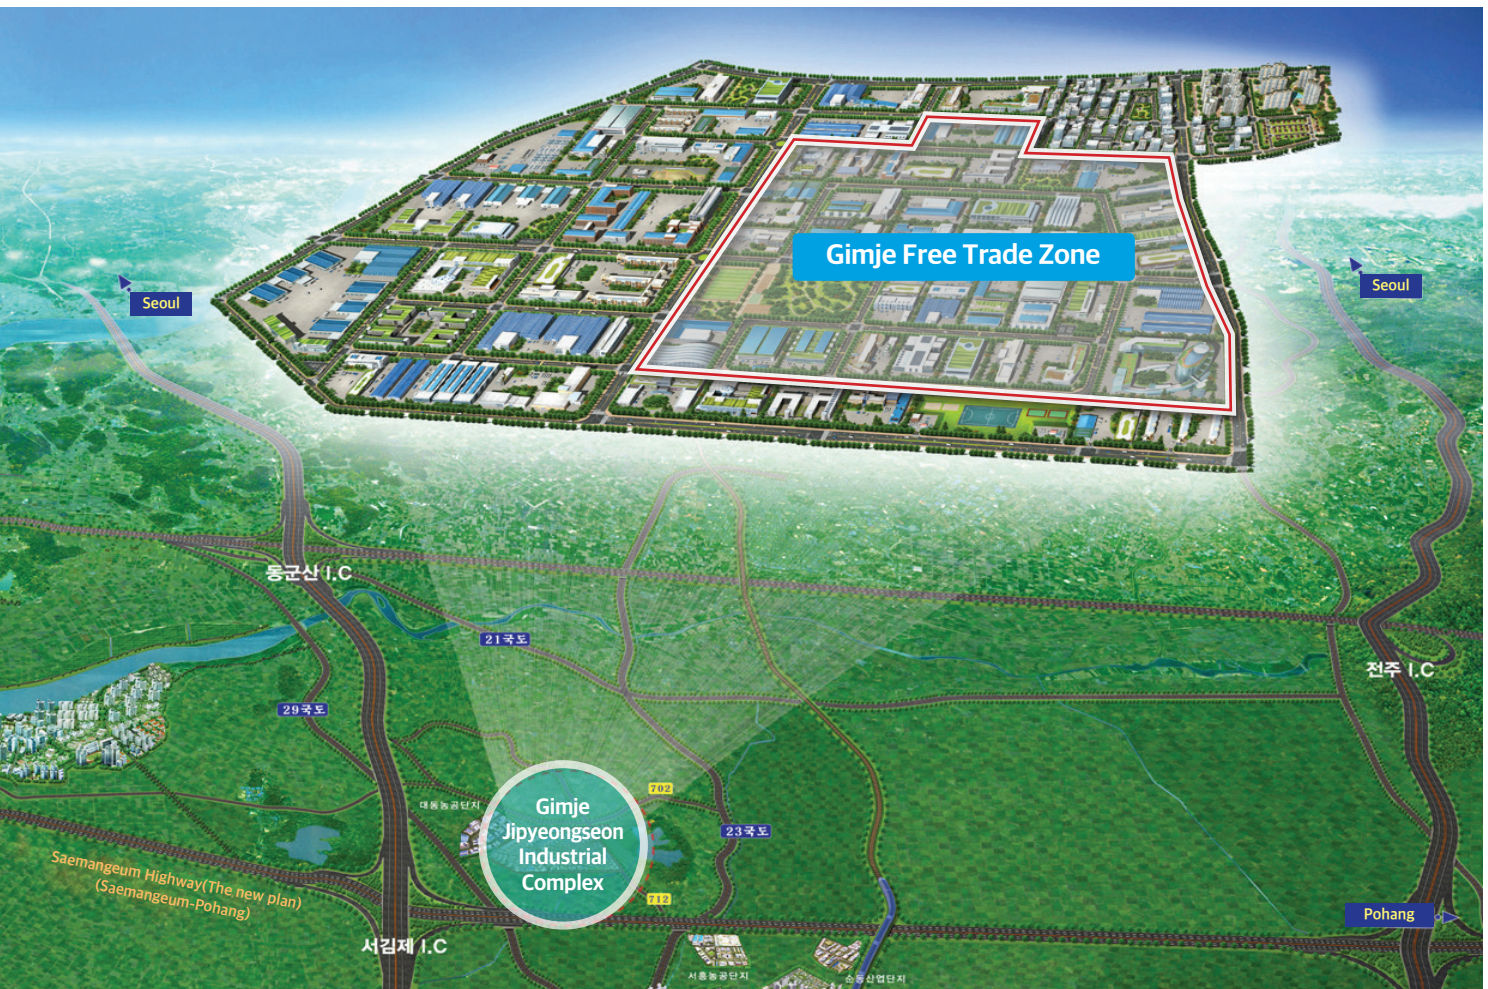 Gimje Free Trade Zone
Seoul
Seoul
동군산 I.C
21국도
전주 I.C
29국도
702
대동농공단지
Gimje
Jipyeongseon
Industrial
Complex
23국도
Saemangeum Highway(The new plan)
(Saemangeum-Pohang)
712
Pohang
서김제 I.C
서흥농공단지
순동산업단지